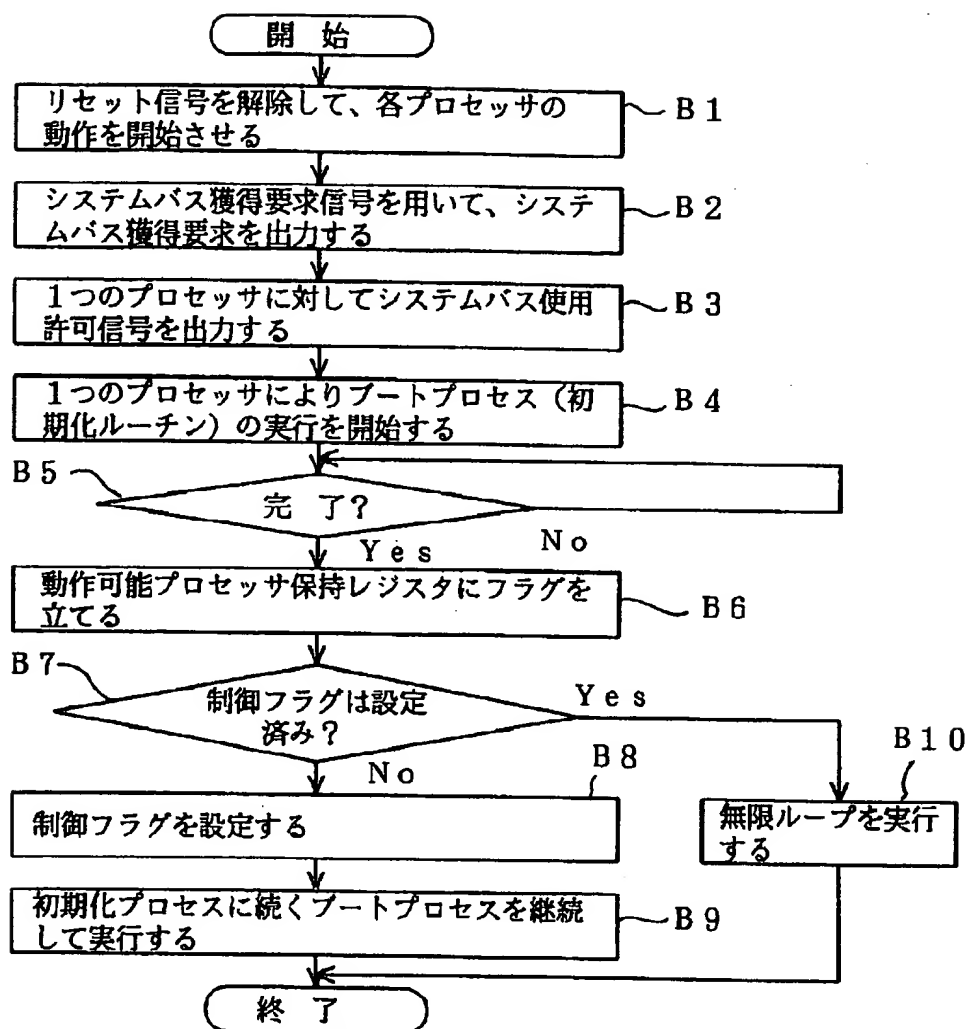 開 始
リセット信号を解除して、各プロセッサの
動作を開始させる
B1
システムバス獲得要求信号を用いて、システ
ムバス獲得要求を出力する
B2
1つのプロセッサに対してシステムバス使用
許可信号を出力する
B3
1つのプロセッサによりブートプロセス（初
期化ルーチン）の実行を開始する
B4
B5
完 了？
Yes
No
動作可能プロセッサ保持レジスタにフラグを
立てる
B6
B7
制御フラグは設定
済み？
Yes
No
B8
制御フラグを設定する
B10
無限ループを実行
する
初期化プロセスに続くブートプロセスを継続
して実行する
B9
終 了